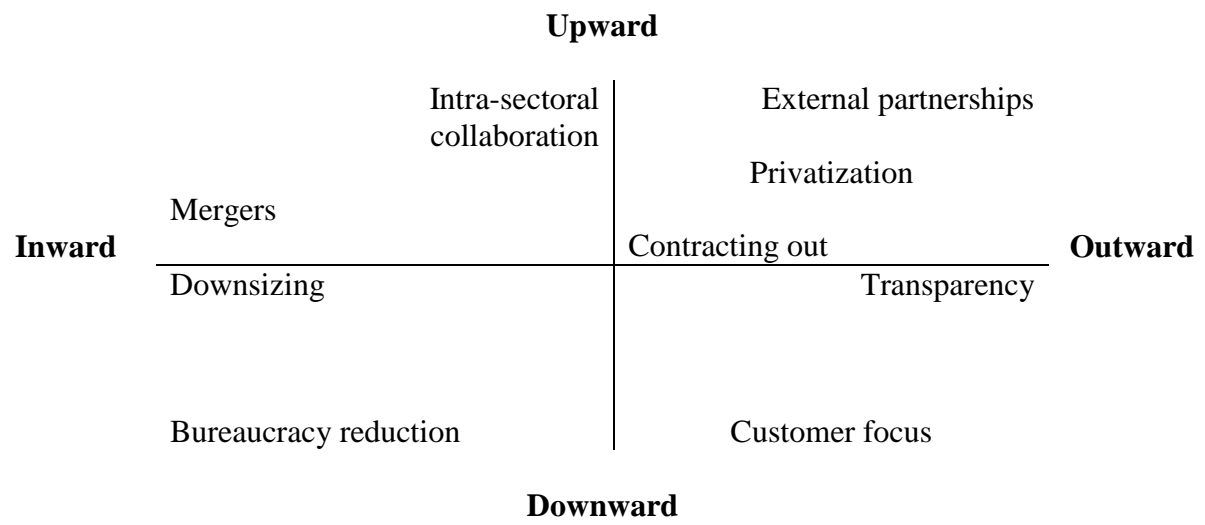 Upward
Intra-sectoral
collaboration
External partnerships
Privatization
Mergers
Inward
Contracting out
Outward
Downsizing
Transparency
Bureaucracy reduction
Customer focus
Downward